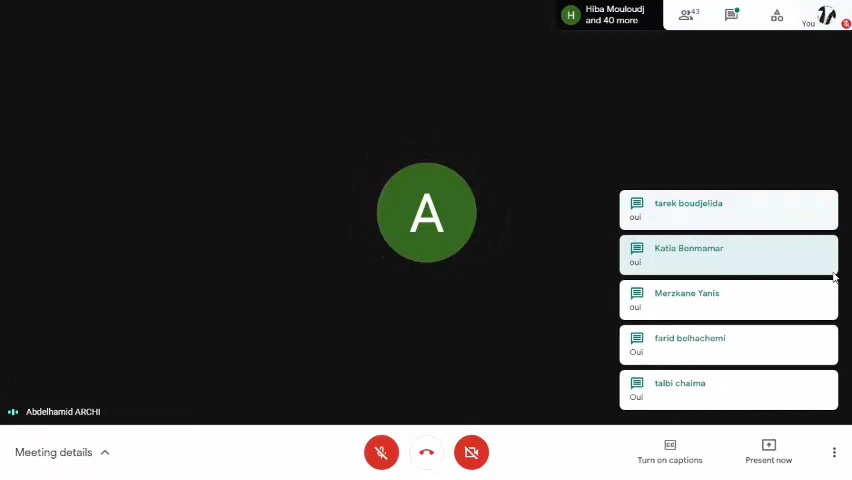 H
Hiba Mouloudj
and 40 more
43
You
A
tarek boudjelida
oui
Katia Benmamar
oui
Merzkane Yanis
oui
farid belhachemi
Oui
talbi chaima
Oui
Abdelhamid ARCHI
Meeting details
CC
Turn on captions
Present now